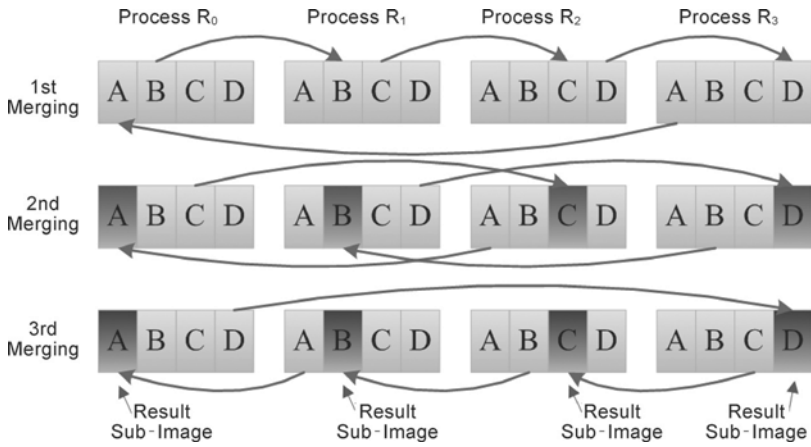 Process R₀ Process R₁ Process R₂ Process R₃
1st
Merging
A B C D A B C D A B C D A B C D
2nd
Merging
A B C D A B C D A B C D A B C D
3rd
Merging
A B C D A B C D A B C D A B C D
Result
Sub-Image
Result
Sub-Image
Result
Sub-Image
Result
Sub-Image